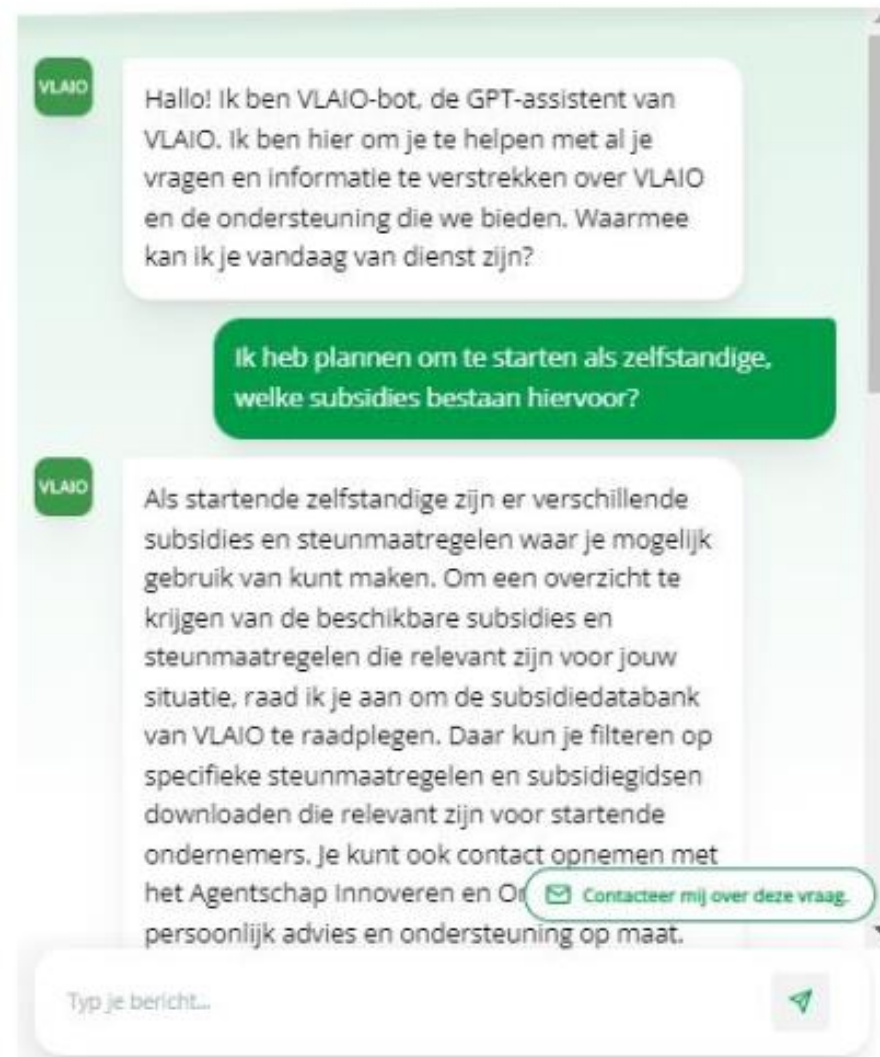 VLAIO
Hallo! Ik ben VLAIO-bot, de GPT-assistent van
VLAIO. Ik ben hier om je te helpen met al je
vragen en informatie te verstrekken over VLAIO
en de ondersteuning die we bieden. Waarmee
kan ik je vandaag van dienst zijn?
Ik heb plannen om te starten als zelfstandige,
welke subsidies bestaan hiervoor?
VLAIO
Als startende zelfstandige zijn er verschillende
subsidies en steunmaatregelen waar je mogelijk
gebruik van kunt maken. Om een overzicht te
krijgen van de beschikbare subsidies en
steunmaatregelen die relevant zijn voor jouw
situatie, raad ik je aan om de subsidiedatabank
van VLAIO te raadplegen. Daar kun je filteren op
specifieke steunmaatregelen en subsidiegidsen
downloaden die relevant zijn voor startende
ondernemers. Je kunt ook contact opnemen met
het Agentschap Innoveren en
Contacteer mij over deze vraag.
persoonlijk advies en ondersteuning op maat.
Typ je bericht...